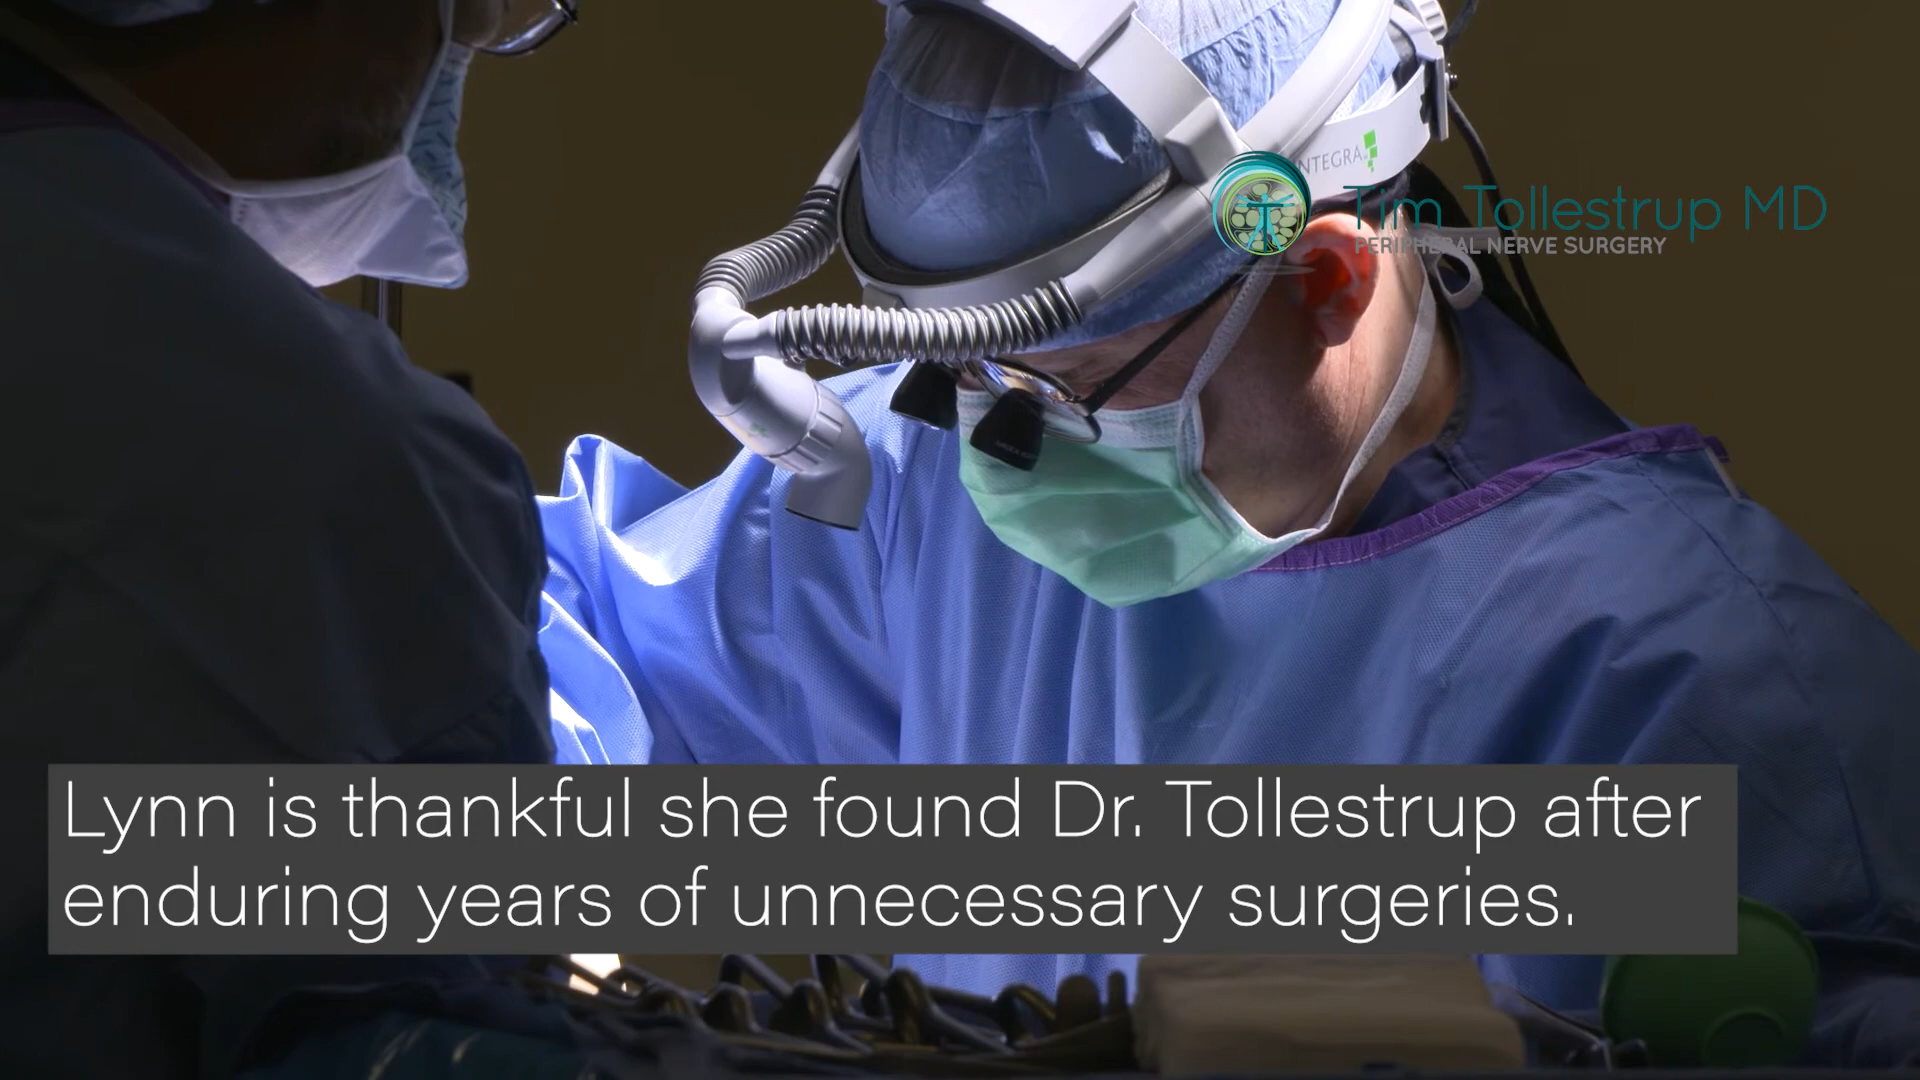 INTEGRA
Tim Tollestrup MD
PERIPHERAL NERVE SURGERY
Lynn is thankful she found Dr. Tollestrup after
enduring years of unnecessary surgeries.